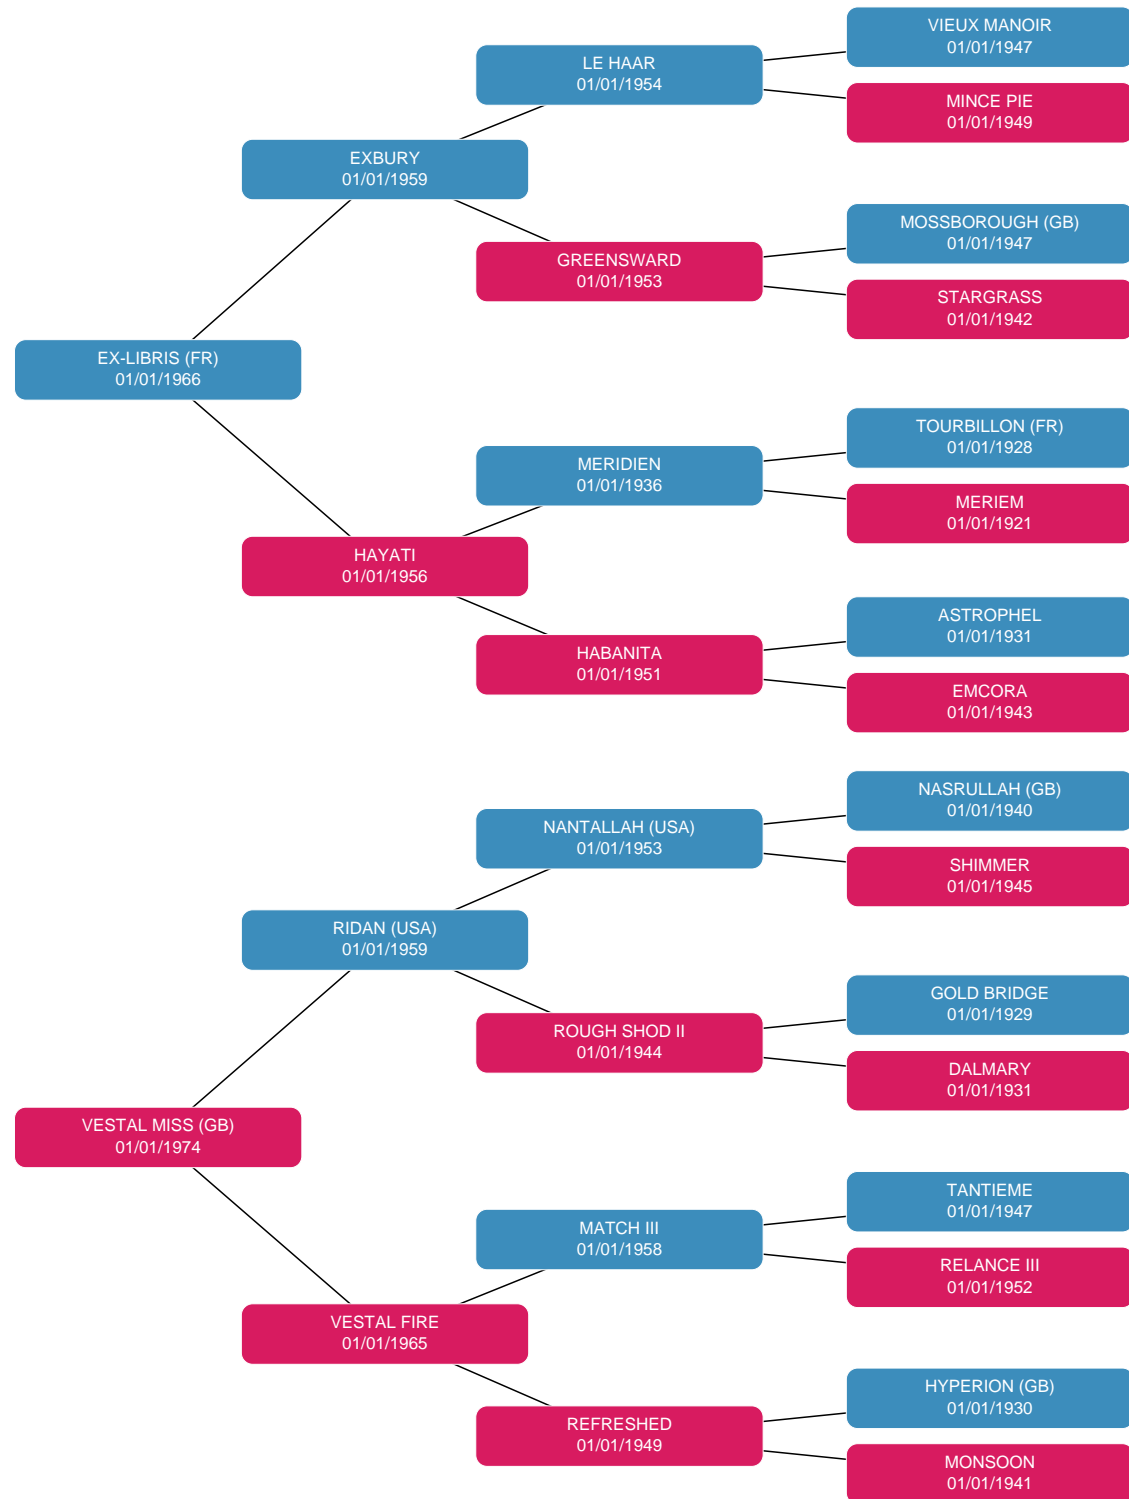 VIEUX MANOIR
01/01/1947
LE HAAR
01/01/1954
MINCE PIE
01/01/1949
EXBURY
01/01/1959
MOSSBOROUGH (GB)
01/01/1947
GREENSWARD
01/01/1953
STARGRASS
01/01/1942
EX-LIBRIS (FR)
01/01/1966
TOURBILLON (FR)
01/01/1928
MERIDIEN
01/01/1936
MERIEM
01/01/1921
HAYATI
01/01/1956
ASTROPHEL
01/01/1931
HABANITA
01/01/1951
EMCORA
01/01/1943
NASRULLAH (GB)
01/01/1940
NANTALLAH (USA)
01/01/1953
SHIMMER
01/01/1945
RIDAN (USA)
01/01/1959
GOLD BRIDGE
01/01/1929
ROUGH SHOD II
01/01/1944
DALMARY
01/01/1931
VESTAL MISS (GB)
01/01/1974
TANTIEME
01/01/1947
MATCH III
01/01/1958
RELANCE III
01/01/1952
VESTAL FIRE
01/01/1965
HYPERION (GB)
01/01/1930
REFRESHED
01/01/1949
MONSOON
01/01/1941